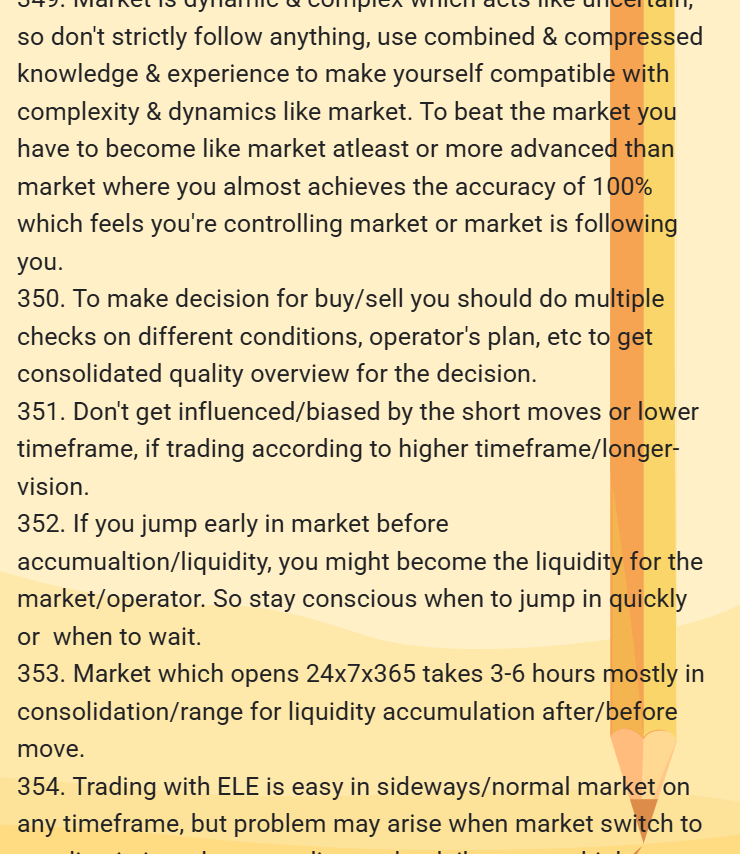 349. Market is dynamic & complex which acts like uncertain,
so don't strictly follow anything, use combined & compressed
knowledge & experience to make yourself compatible with
complexity & dynamics like market. To beat the market you
have to become like market atleast or more advanced than
market where you almost achieves the accuracy of 100%
which feels you're controlling market or market is following
you.
350. To make decision for buy/sell you should do multiple
checks on different conditions, operator's plan, etc to get
consolidated quality overview for the decision.
351. Don't get influenced/biased by the short moves or lower
timeframe, if trading according to higher timeframe/longer-
vision.
352. If you jump early in market before
accumualtion/liquidity, you might become the liquidity for the
market/operator. So stay conscious when to jump in quickly
or  when to wait.
353. Market which opens 24x7x365 takes 3-6 hours mostly in
consolidation/range for liquidity accumulation after/before
move.
354. Trading with ELE is easy in sideways/normal market on
any timeframe, but problem may arise when market switch to